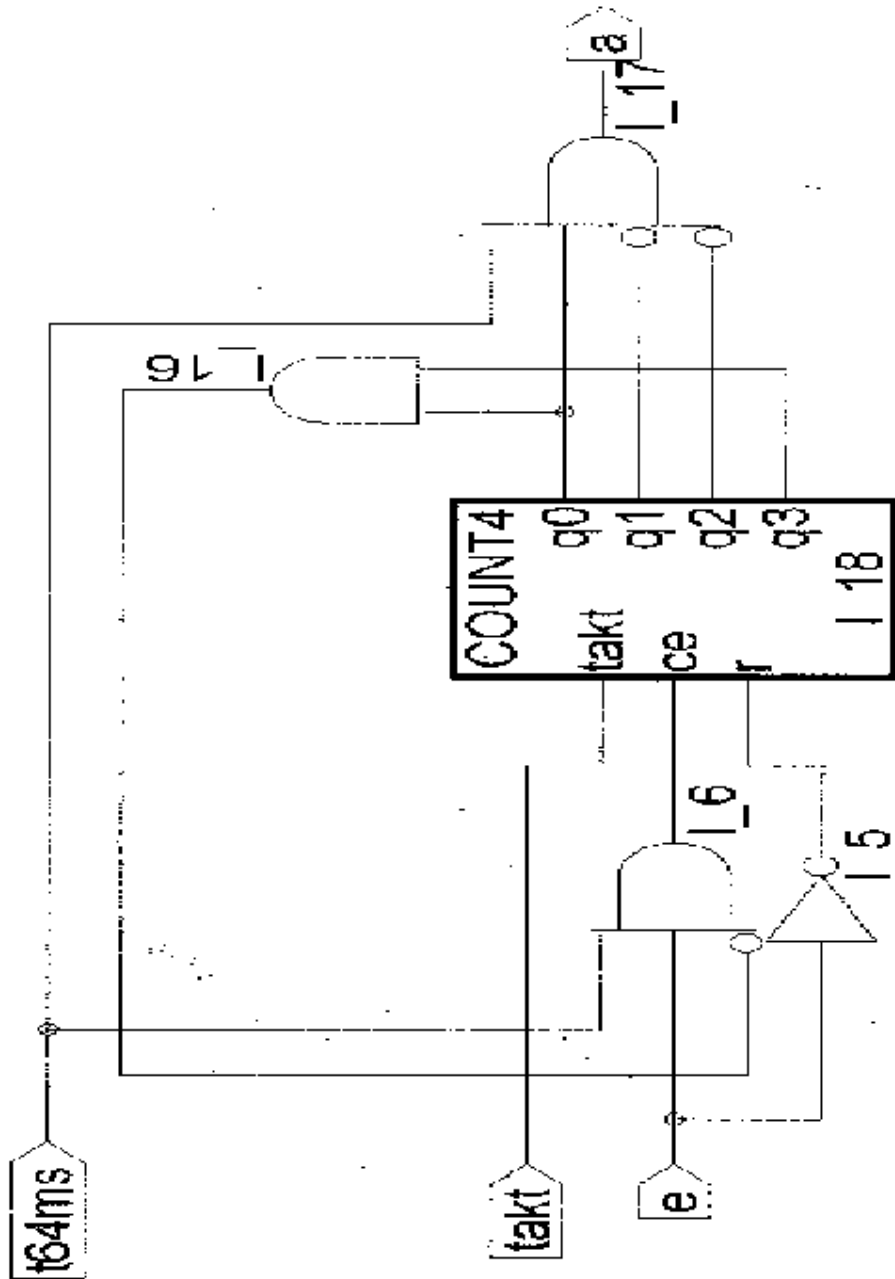 t64ms
takt
e
I_5
I_6
COUNT4
takt
ce
r
q0
q1
q2
q3
I_18
I_16
I_17
a